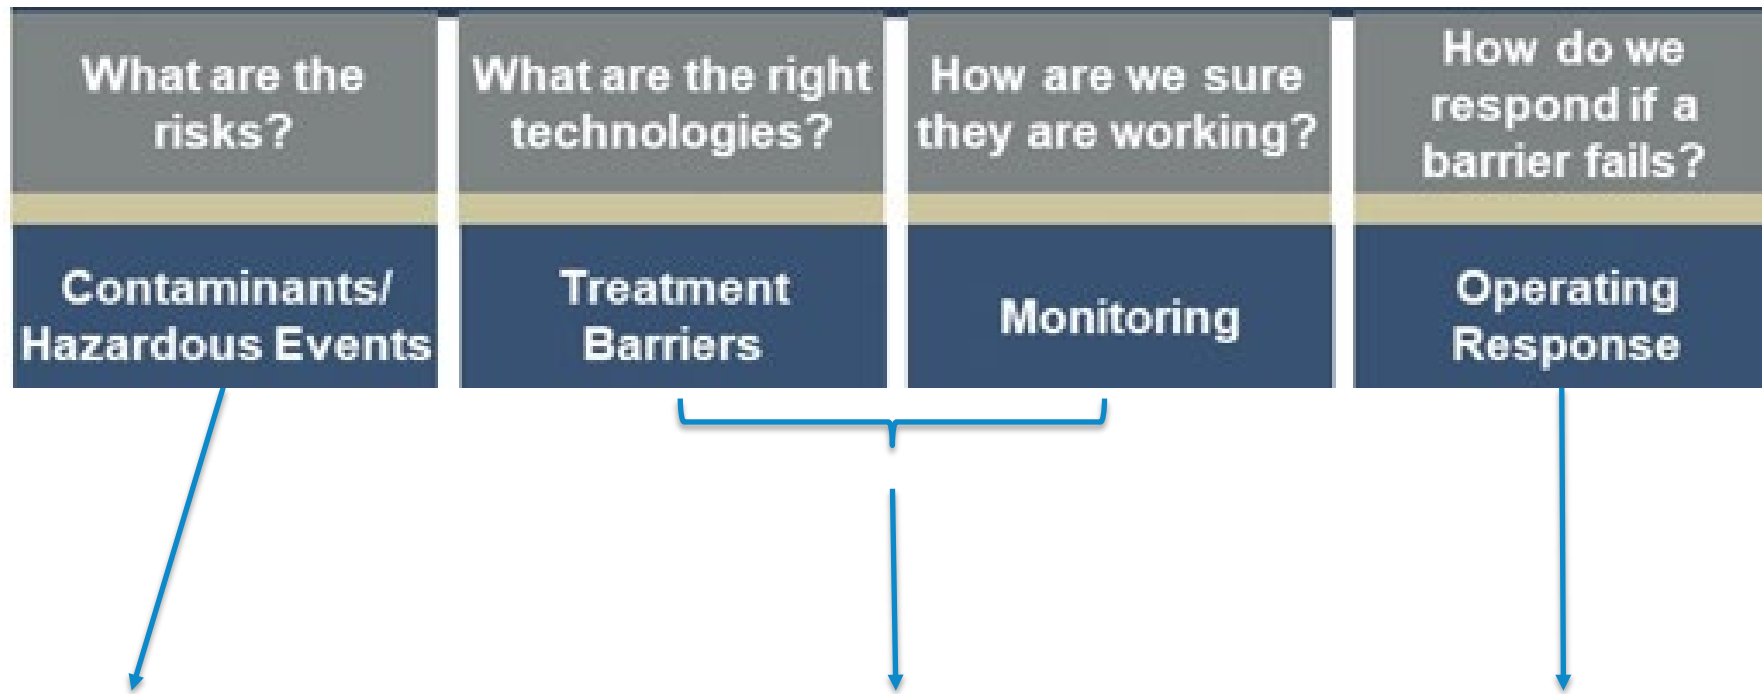 What are the
risks?
Contaminants/
Hazardous Events
What are the right
technologies?
Treatment
Barriers
How are we sure
they are working?
Monitoring
How do we
respond if a
barrier fails?
Operating
Response